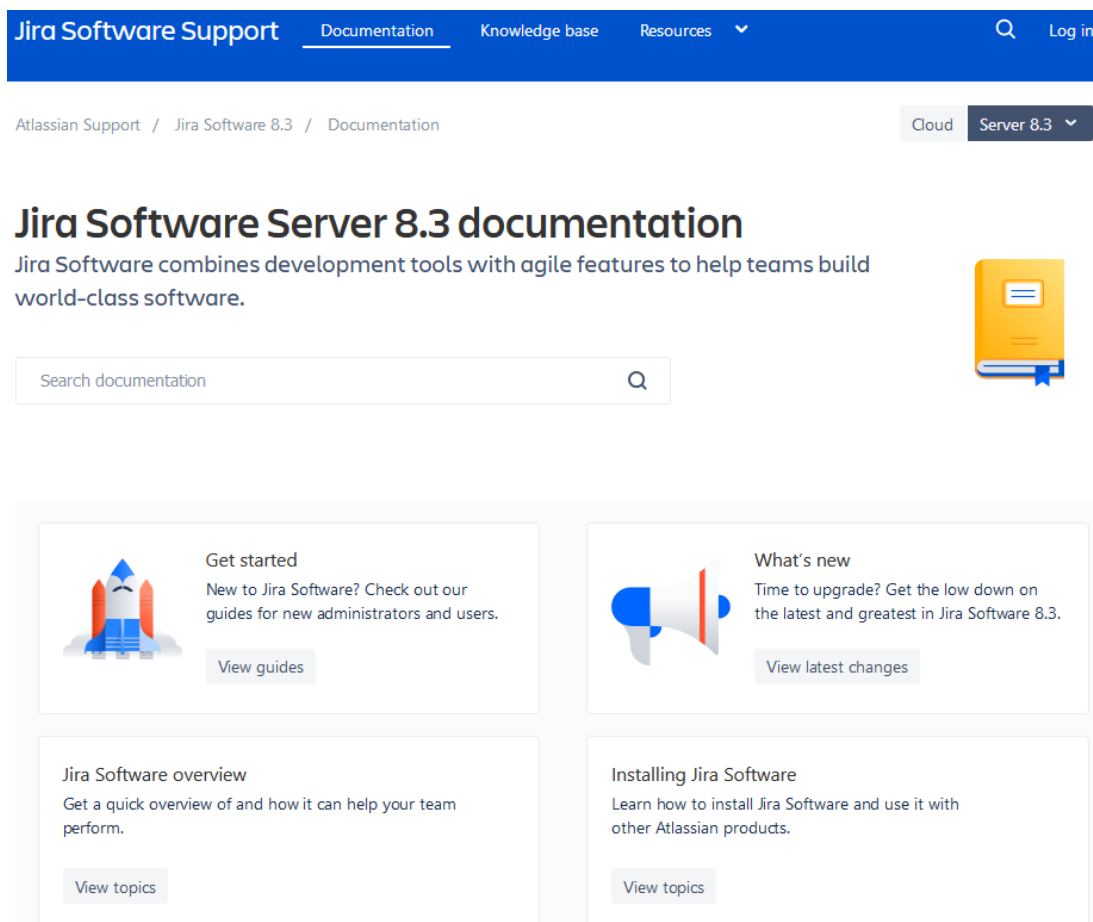 Jira Software Support Documentation Knowledge base Resources Log in
Atlassian Support / Jira Software 8.3 / Documentation
Cloud Server 8.3
Jira Software Server 8.3 documentation
Jira Software combines development tools with agile features to help teams build
world-class software.
Search documentation
Get started
New to Jira Software? Check out our
guides for new administrators and users.
View guides
What's new
Time to upgrade? Get the low down on
the latest and greatest in Jira Software 8.3.
View latest changes
Jira Software overview
Get a quick overview of and how it can help your team
perform.
View topics
Installing Jira Software
Learn how to install Jira Software and use it with
other Atlassian products.
View topics